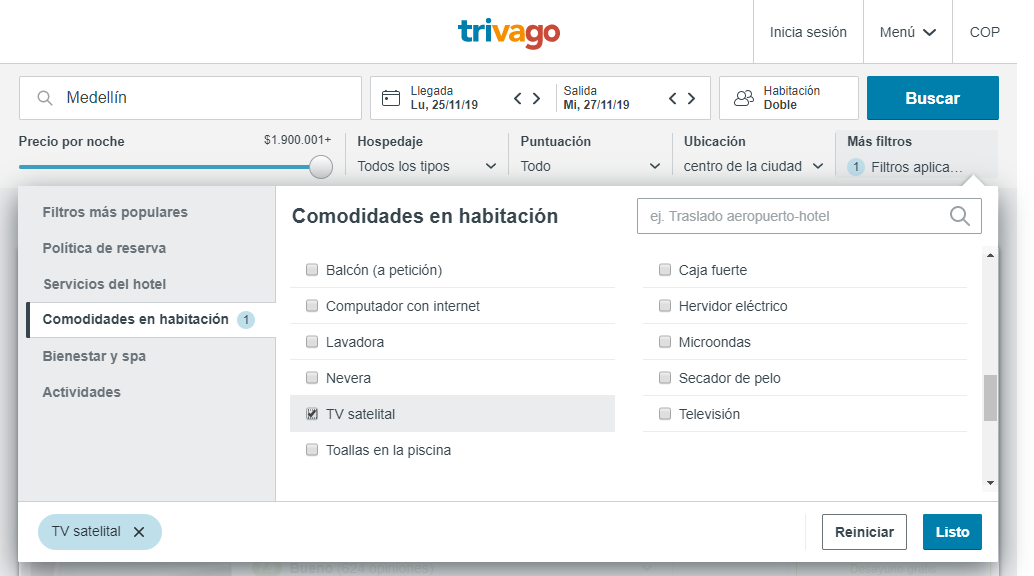 trivago
Inicia sesión
Menú
COP
Medellín
Llegada
Lu, 25/11/19
Salida
Mi, 27/11/19
Habitación
Doble
Buscar
Precio por noche
$1.900.001+
Hospedaje
Todos los tipos
Puntuación
Todo
Ubicación
centro de la ciudad
Más filtros
1 Filtros aplica...
Filtros más populares
Política de reserva
Servicios del hotel
Comodidades en habitación 1
Bienestar y spa
Actividades
Comodidades en habitación
ej. Traslado aeropuerto-hotel
Balcón (a petición)
Computador con internet
Lavadora
Nevera
TV satelital
Toallas en la piscina
Caja fuerte
Hervidor eléctrico
Microondas
Secador de pelo
Televisión
TV satelital
Reiniciar
Listo
Bueno (624 opiniones)